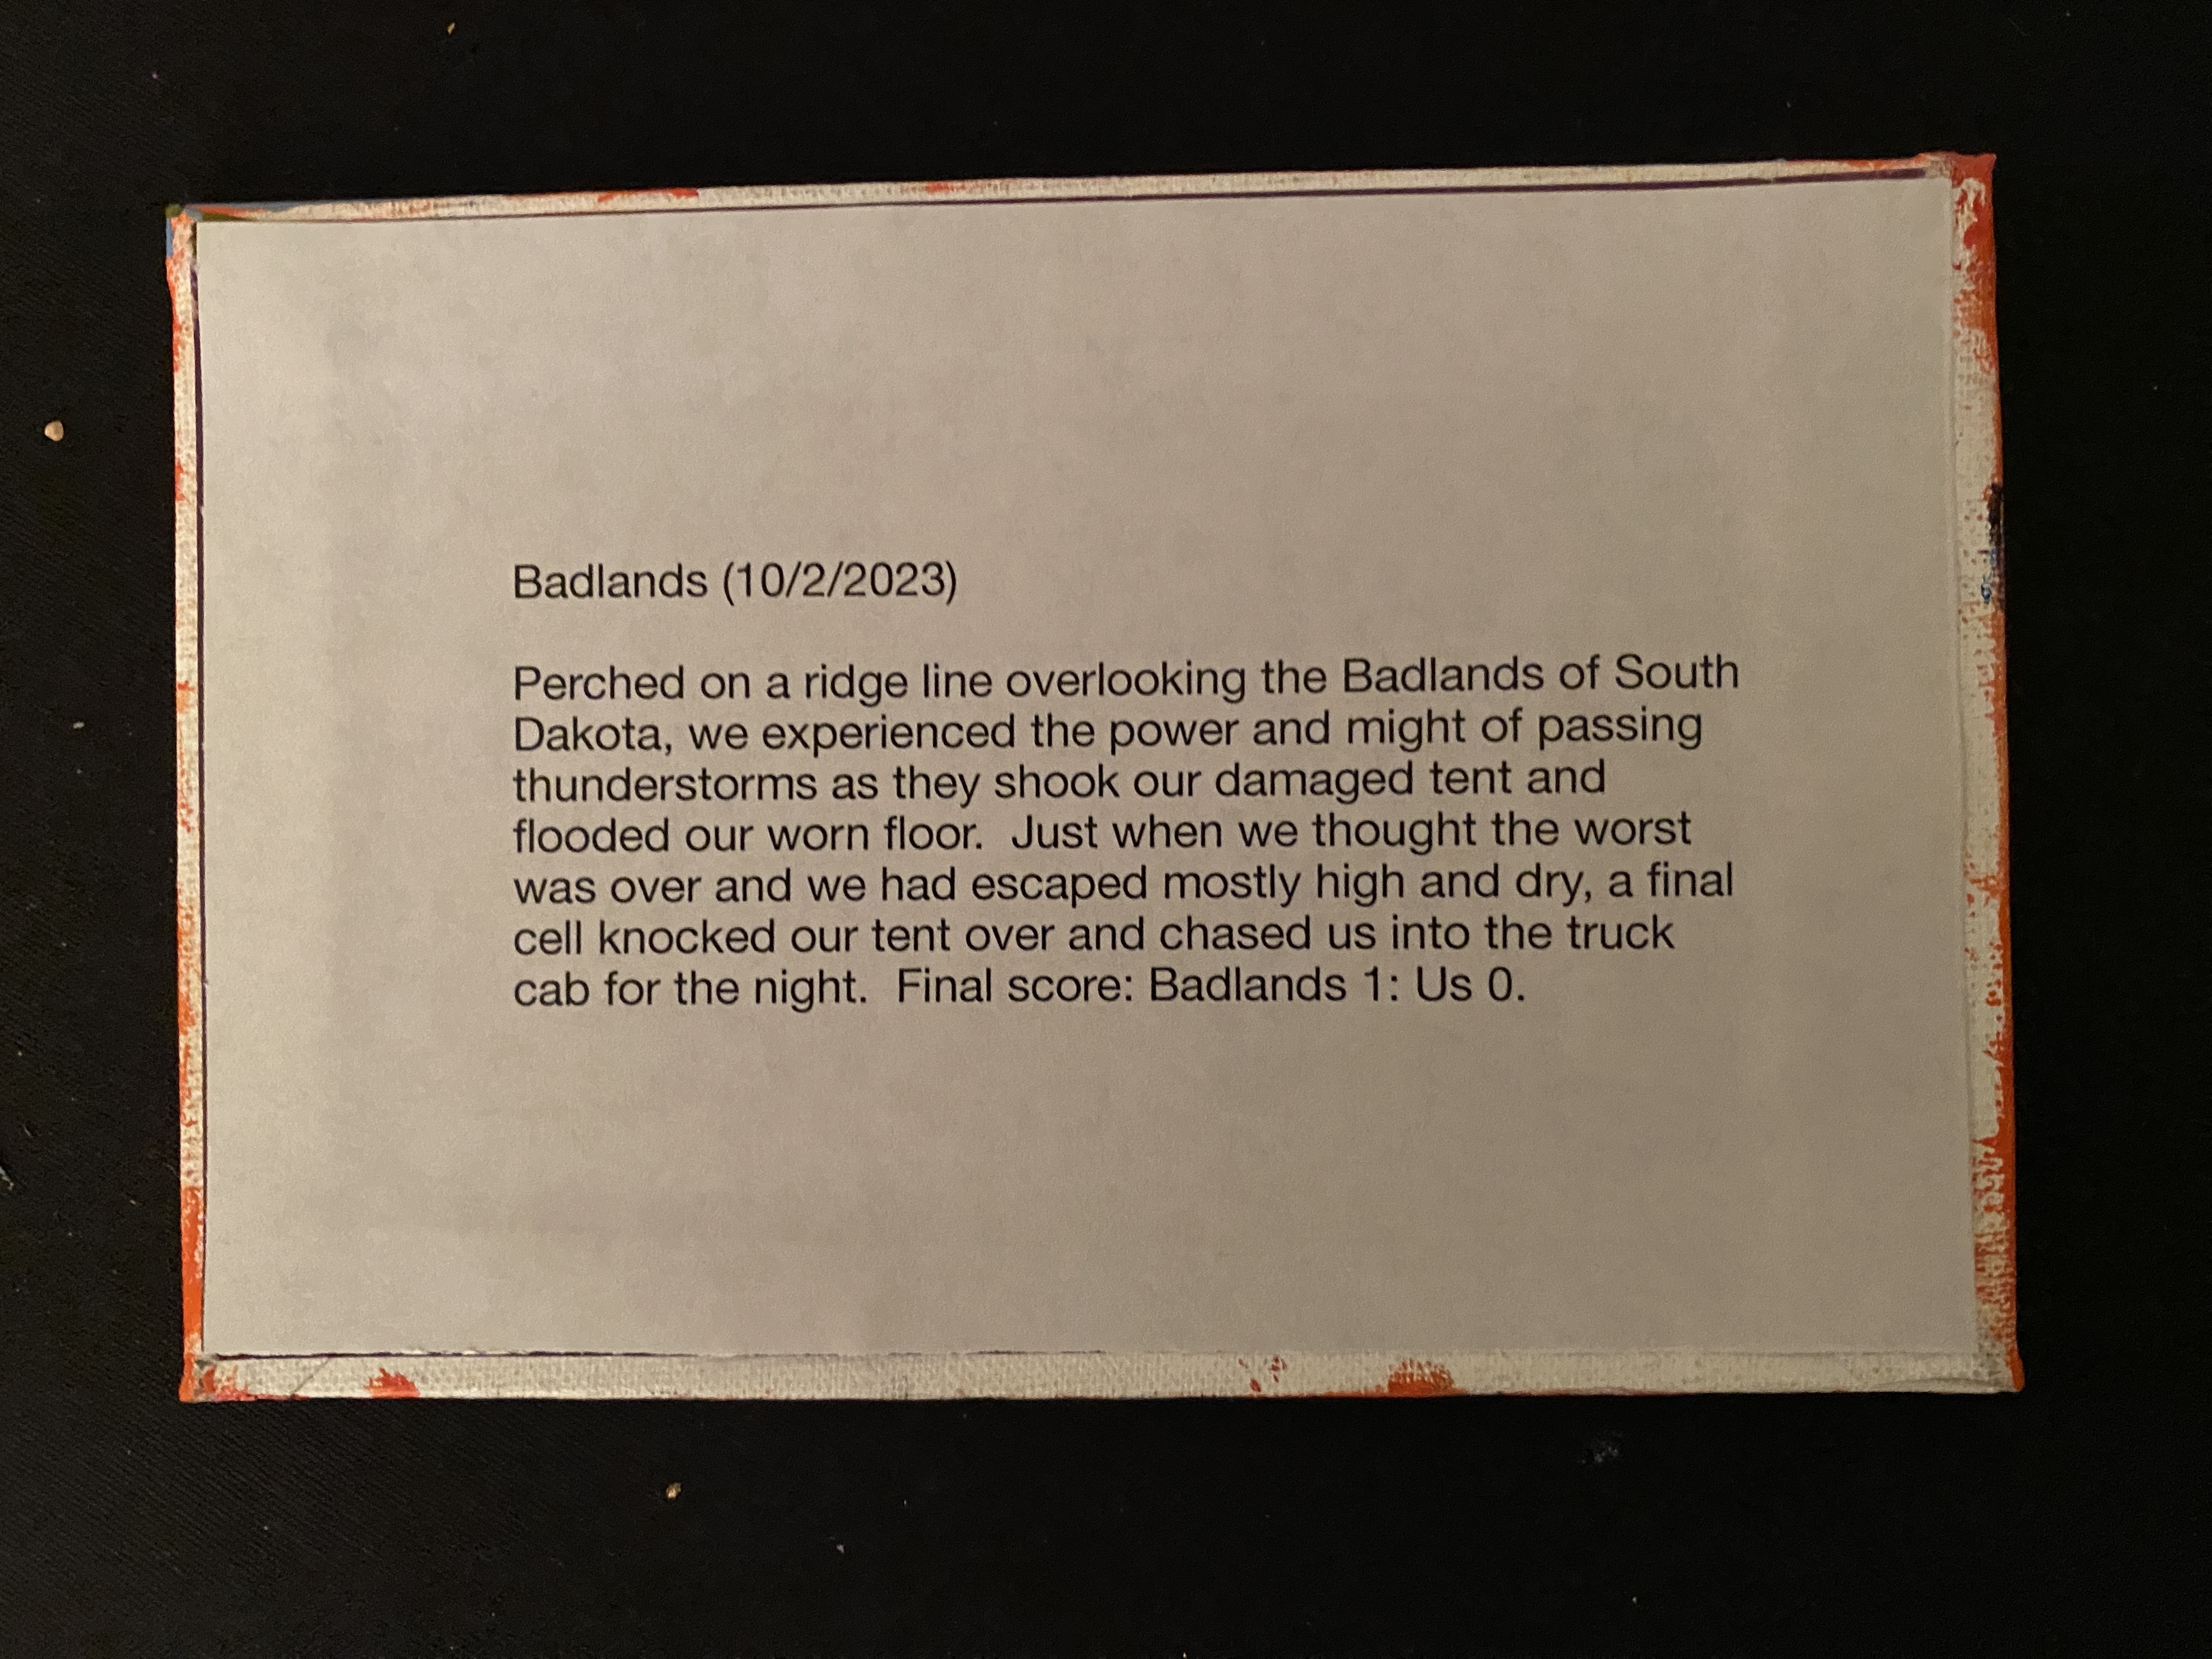 Badlands (10/2/2023)
Perched on a ridge line overlooking the Badlands of South
Dakota, we experienced the power and might of passing
thunderstorms as they shook our damaged tent and
flooded our worn floor.  Just when we thought the worst
was over and we had escaped mostly high and dry, a final
cell knocked our tent over and chased us into the truck
cab for the night.  Final score: Badlands 1: Us 0.